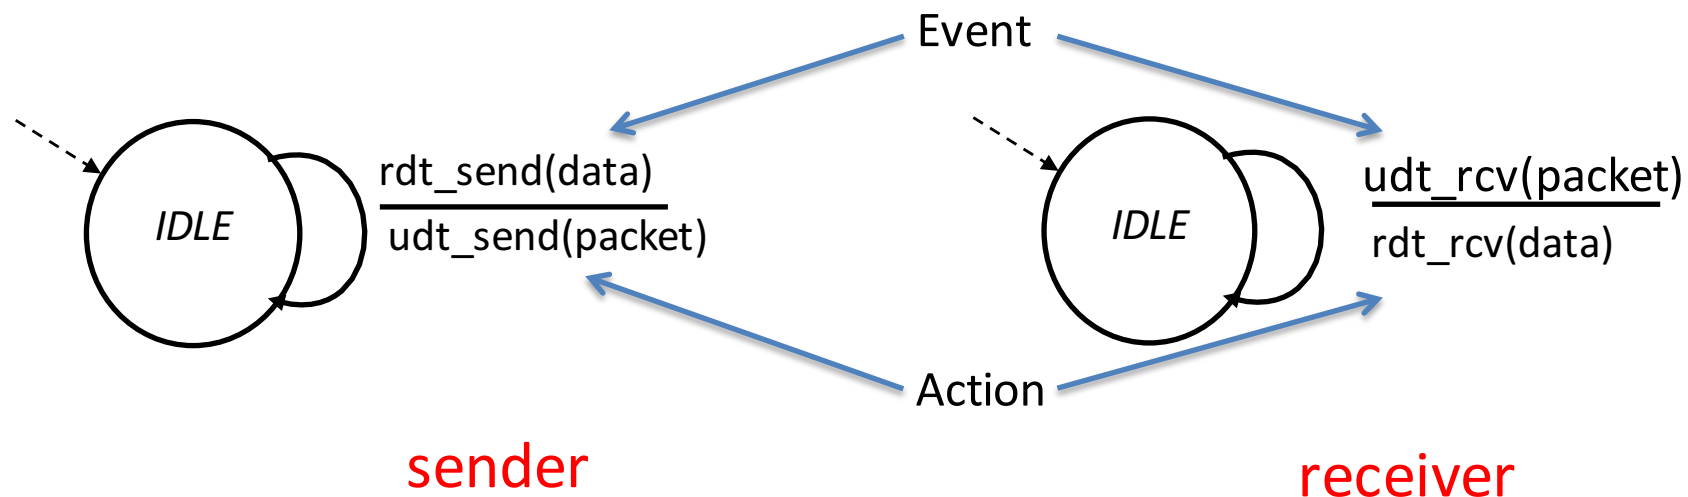 Event
rdt_send(data)
udt_send(packet)
IDLE
udt_rcv(packet)
rdt_rcv(data)
IDLE
Action
sender
receiver